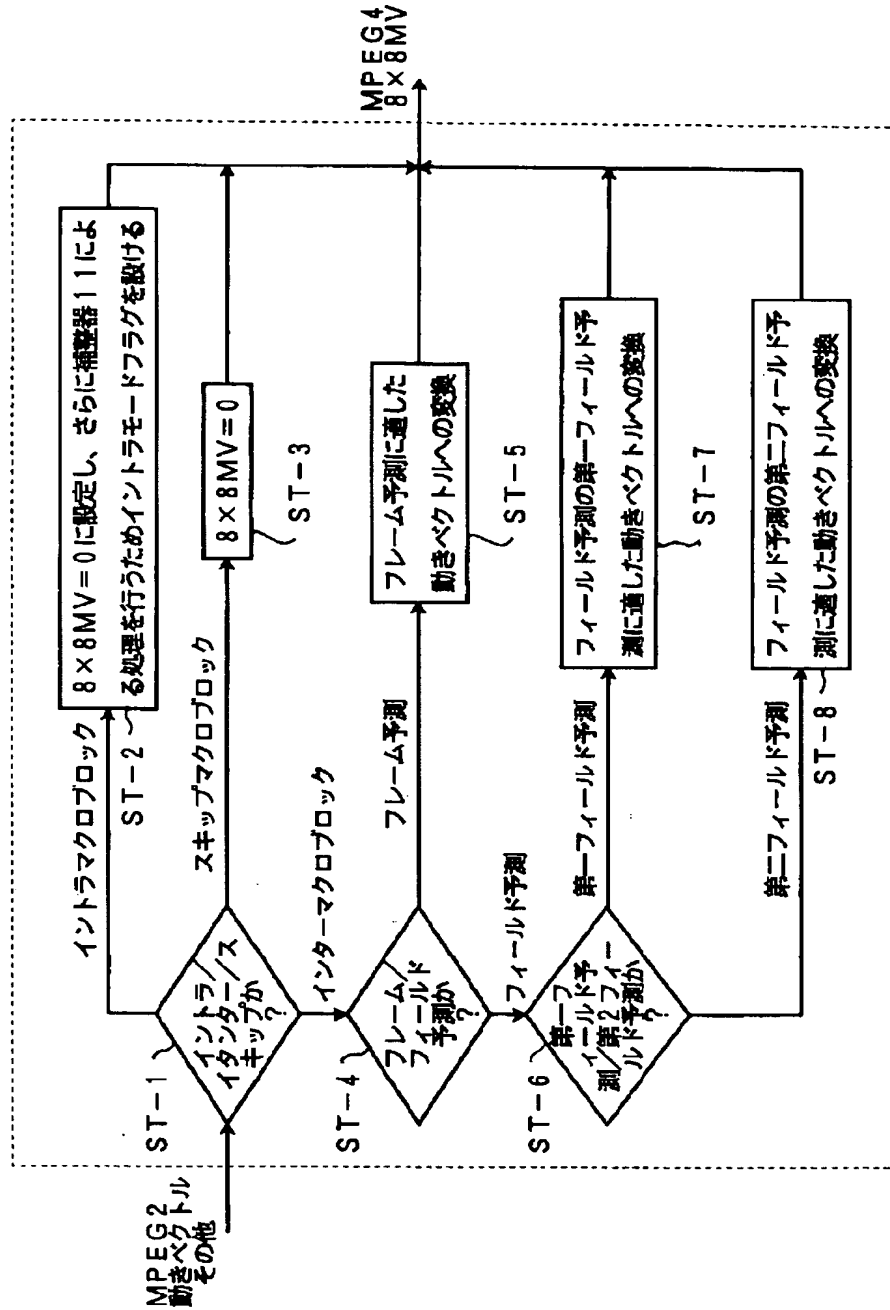 MPEG2
動きベクトル
その他
ST-1
イントラ/
イタンター/ス
キップか
?
イントラマクロブロック
ST-2
8×8MV=0に設定し、さらに補整器11によ
る処理を行うためイントラモードフラグを設ける
スキップマクロブロック
8×8MV=0
ST-3
インターマクロブロック
ST-4
フレーム/
フィールド
予測か
?
フレーム予測
フレーム予測に適した
動きベクトルへの変換
ST-5
フィールド予測
ST-6
第一フ
ィールド予
測/第2フィー
ルド予測か
?
第一フィールド予測
フィールド予測の第一フィールド予
測に適した動きベクトルへの変換
ST-7
第二フィールド予測
フィールド予測の第二フィールド予
測に適した動きベクトルへの変換
ST-8
MPEG4
8×8MV